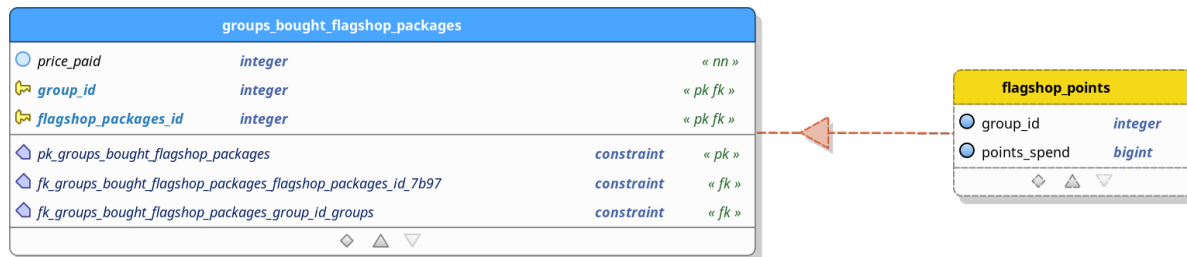 groups_bought_flagshop_packages
price_paid integer « nn »
group_id integer « pk fk »
flagshop_packages_id integer « pk fk »
pk_groups_bought_flagshop_packages constraint « pk »
fk_groups_bought_flagshop_packages_flagshop_packages_id_7b97 constraint « fk »
fk_groups_bought_flagshop_packages_group_id_groups constraint « fk »
flagshop_points
group_id integer
points_spend bigint